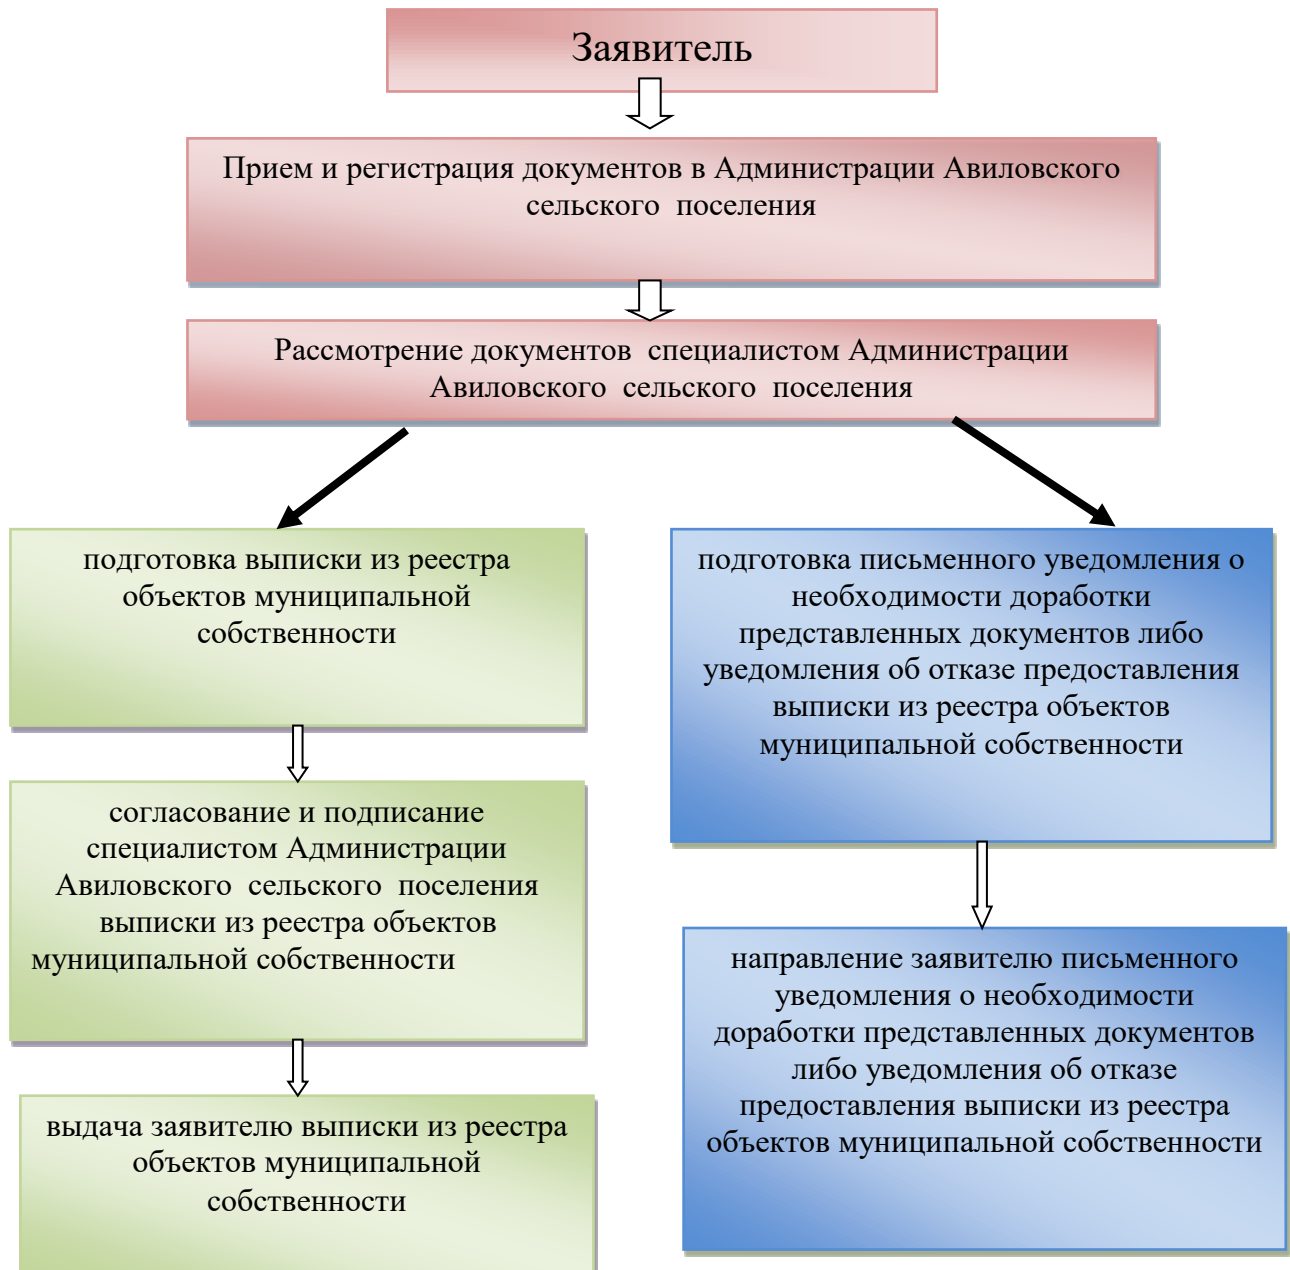 Заявитель
Прием и регистрация документов в Администрации Авиловского
сельского поселения
Рассмотрение документов специалистом Администрации
Авиловского сельского поселения
подготовка выписки из реестра
объектов муниципальной
собственности
согласование и подписание
специалистом Администрации
Авиловского сельского поселения
выписки из реестра объектов
муниципальной собственности
выдача заявителю выписки из реестра
объектов муниципальной
собственности
подготовка письменного уведомления о
необходимости доработки
представленных документов либо
уведомления об отказе предоставления
выписки из реестра объектов
муниципальной собственности
направление заявителю письменного
уведомления о необходимости
доработки представленных документов
либо уведомления об отказе
предоставления выписки из реестра
объектов муниципальной собственности